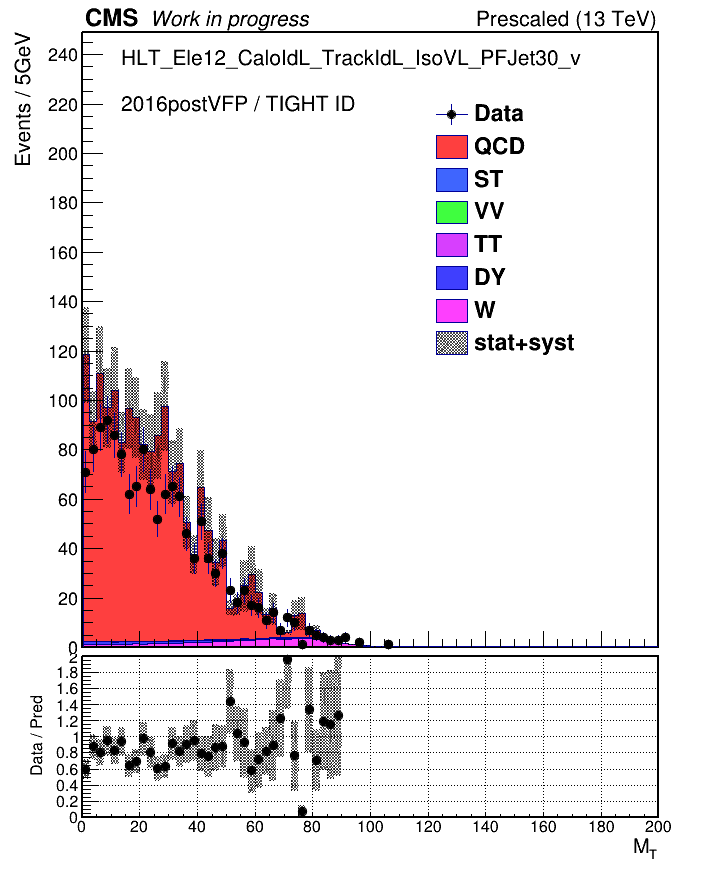 CMS Work in progress Prescaled (13 TeV)
Events / 5GeV
HLT_Ele12_CaloIdL_TrackIdL_IsoVL_PFJet30_v
2016postVFP / TIGHT ID
Data
QCD
ST
VV
TT
DY
W
stat+syst
240
220
200
180
160
140
120
100
80
60
40
20
0
Data / Pred
2
1.8
1.6
1.4
1.2
1
0.8
0.6
0.4
0.2
0
0 20 40 60 80 100 120 140 160 180 200
M_T